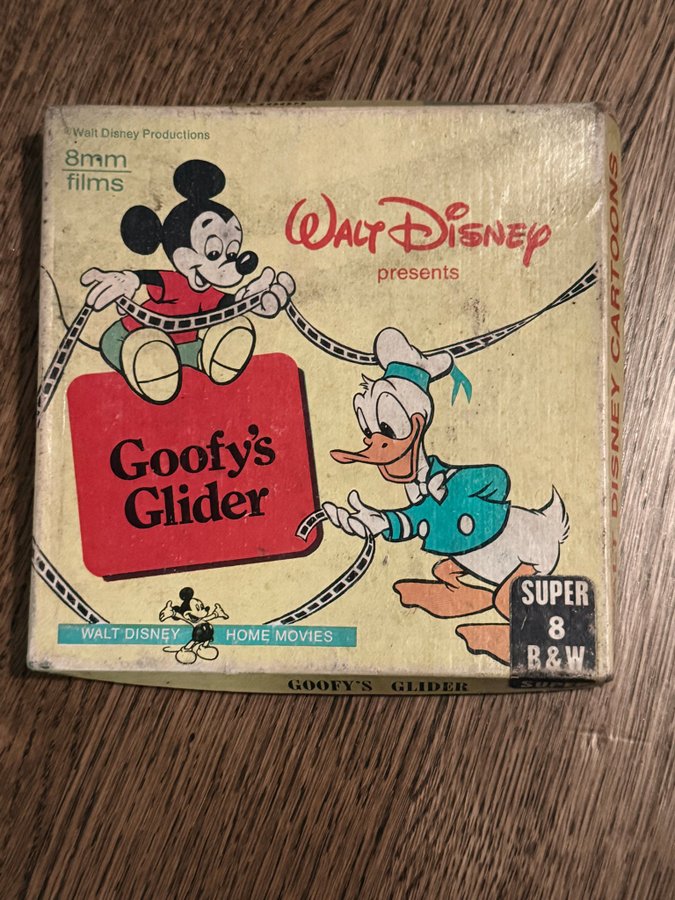 ©Walt Disney Productions
8mm
films
WALT DISNEY
presents
Goofy's
Glider
WALT DISNEY HOME MOVIES
SUPER
8
B & W
GOOFY'S GLIDER
DISNEY CARTOONS